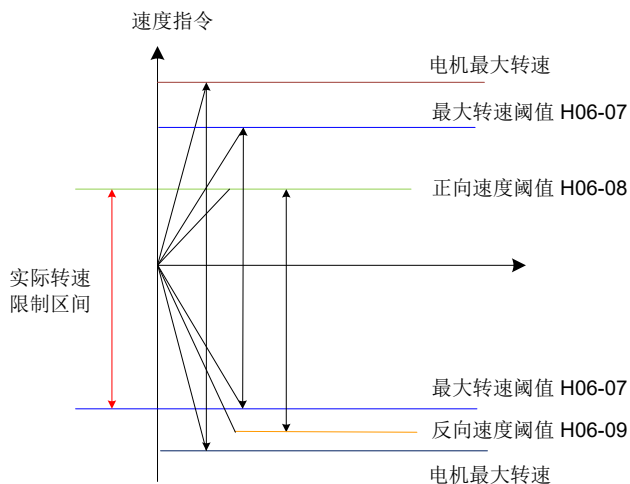 速度指令
电机最大转速
最大转速阈值 H06-07
正向速度阈值 H06-08
实际转速
限制区间
最大转速阈值 H06-07
反向速度阈值 H06-09
电机最大转速